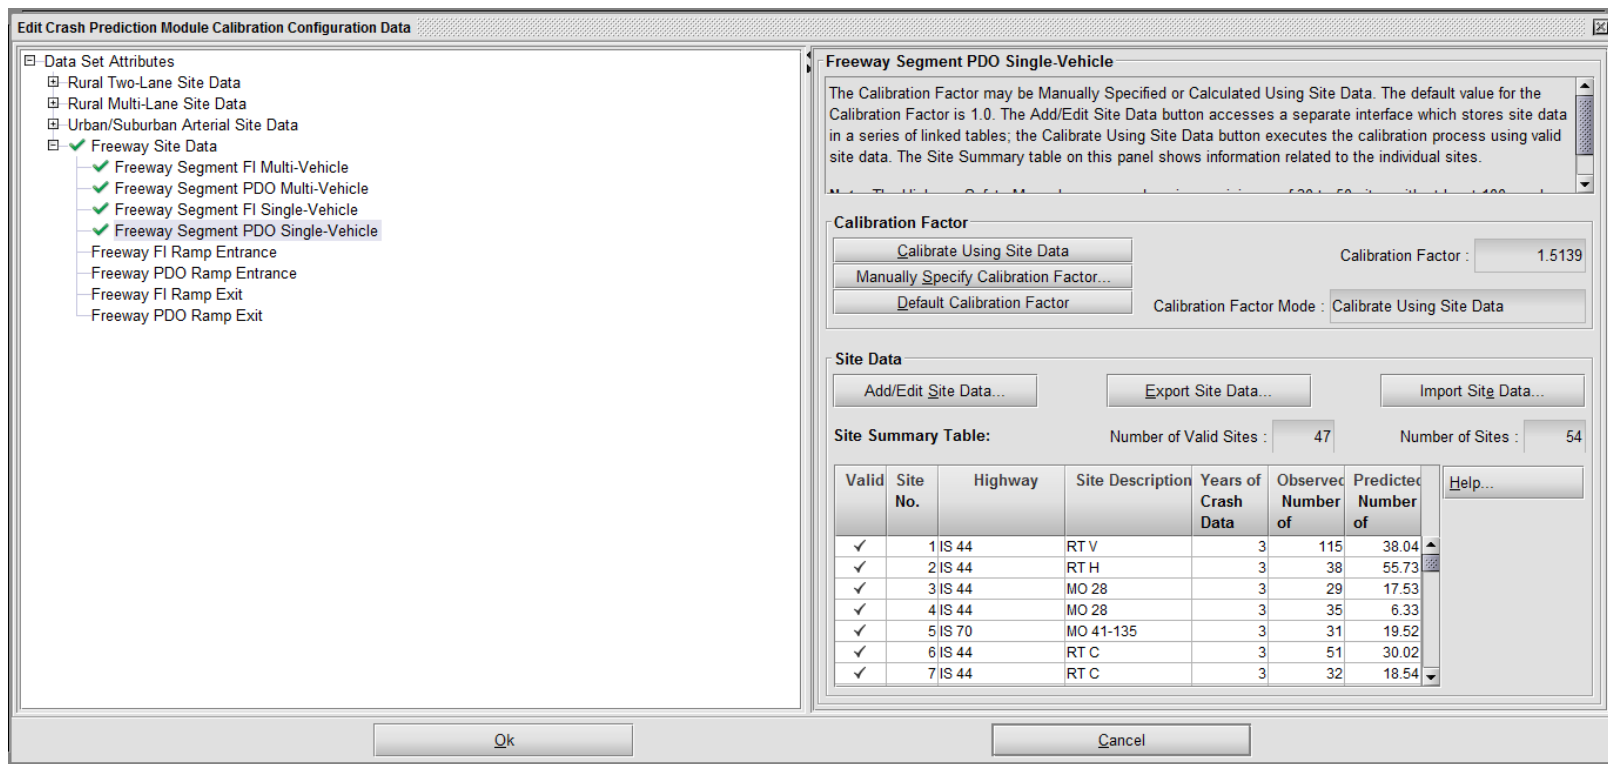 Edit Crash Prediction Module Calibration Configuration Data
Data Set Attributes
Rural Two-Lane Site Data
Rural Multi-Lane Site Data
Urban/Suburban Arterial Site Data
Freeway Site Data
Freeway Segment FI Multi-Vehicle
Freeway Segment PDO Multi-Vehicle
Freeway Segment FI Single-Vehicle
Freeway Segment PDO Single-Vehicle
Freeway FI Ramp Entrance
Freeway PDO Ramp Entrance
Freeway FI Ramp Exit
Freeway PDO Ramp Exit
Freeway Segment PDO Single-Vehicle
The Calibration Factor may be Manually Specified or Calculated Using Site Data. The default value for the
Calibration Factor is 1.0. The Add/Edit Site Data button accesses a separate interface which stores site data
in a series of linked tables; the Calibrate Using Site Data button executes the calibration process using valid
site data. The Site Summary table on this panel shows information related to the individual sites.
Calibration Factor
Calibrate Using Site Data
Calibration Factor : 1.5139
Manually Specify Calibration Factor...
Default Calibration Factor
Calibration Factor Mode : Calibrate Using Site Data
Site Data
Add/Edit Site Data... Export Site Data... Import Site Data...
Site Summary Table: Number of Valid Sites : 47 Number of Sites : 54
Valid Site Highway Site Description Years of Observed Predicted
No. Crash Number Number
Data of of
Help...
1 IS 44 RT V 3 115 38.04
2 IS 44 RT H 3 38 55.73
3 IS 44 MO 28 3 29 17.53
4 IS 44 MO 28 3 35 6.33
5 IS 70 MO 41-135 3 31 19.52
6 IS 44 RT C 3 51 30.02
7 IS 44 RT C 3 32 18.54
Ok Cancel